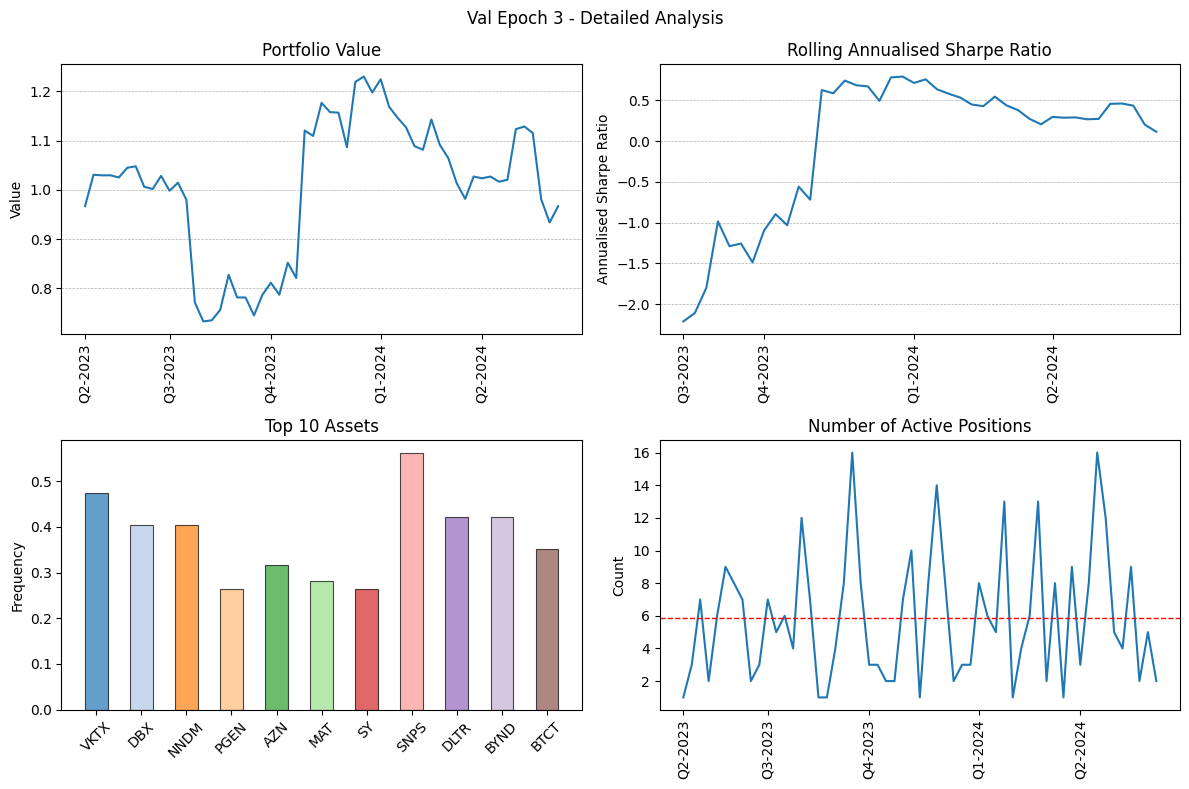 Val Epoch 3 - Detailed Analysis
Portfolio Value
Value
1.2
1.1
1.0
0.9
0.8
Q2-2023
Q3-2023
Q4-2023
Q1-2024
Q2-2024
Rolling Annualised Sharpe Ratio
Annualised Sharpe Ratio
0.5
0.0
−0.5
−1.0
−1.5
−2.0
Q3-2023
Q4-2023
Q1-2024
Q2-2024
Top 10 Assets
Frequency
0.5
0.4
0.3
0.2
0.1
0.0
VKTX
DBX
NNDM
PGEN
AZN
MAT
SY
SNPS
DLTR
BYND
BTCT
Number of Active Positions
Count
16
14
12
10
8
6
4
2
Q2-2023
Q3-2023
Q4-2023
Q1-2024
Q2-2024